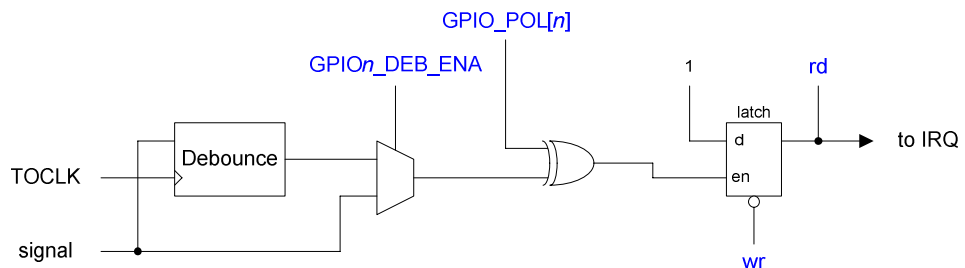 GPIO_POL[n]
GPIOn_DEB_ENA
1
rd
latch
Debounce
d
to IRQ
TOCLK
en
signal
wr